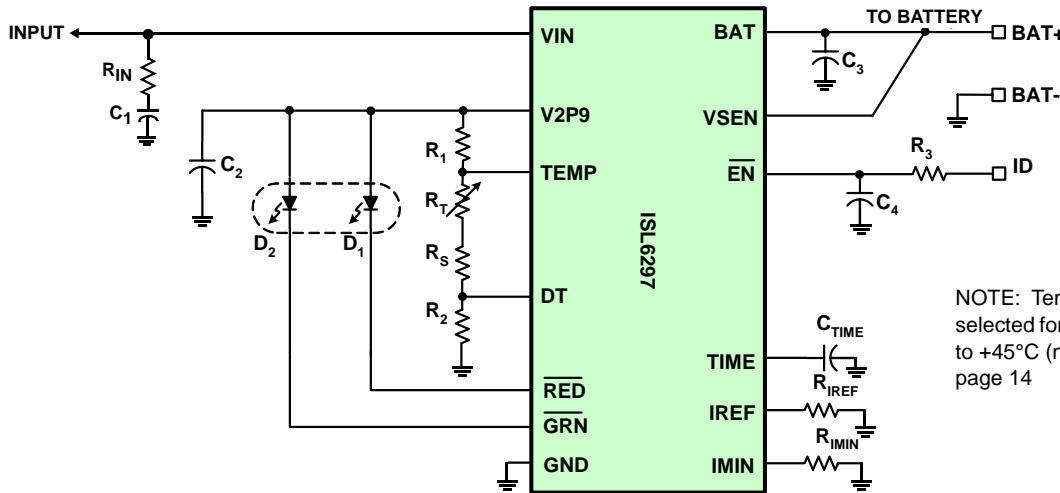 INPUT
RIN
C1
C2
D2
D1
R1
RT
RS
R2
VIN
V2P9
TEMP
DT
RED
GRN
GND
ISL6297
BAT
VSEN
EN
TIME
IREF
IMIN
TO BATTERY
BAT+
C3
BAT-
R3
ID
C4
CTIME
RIREF
RIMIN
NOTE: Ter
selected for
to +45°C (r
page 14